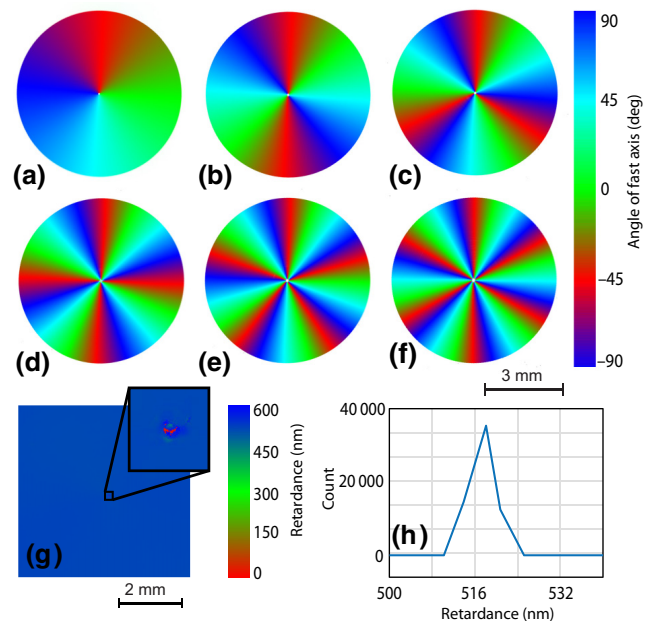 (a)
(b)
(c)
(d)
(e)
(f)
90
45
0
−45
−90
Angle of fast axis (deg)
3 mm
(g)
600
450
300
150
0
Retardance (nm)
2 mm
40 000
20 000
0
Count
(h)
500 516 532
Retardance (nm)